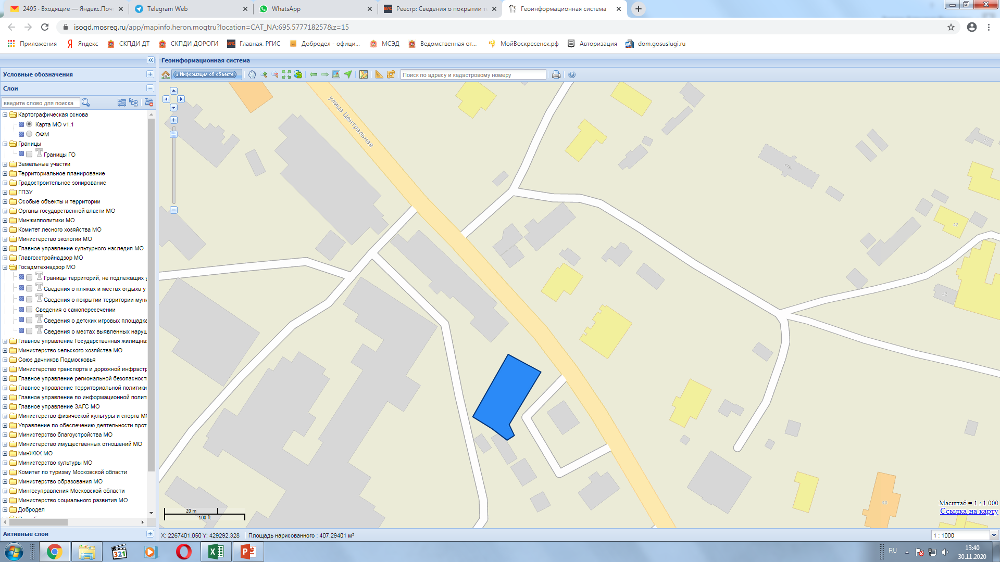 2495 · Входящие — Яндекс.Поч
Telegram Web
WhatsApp
Реестр: Сведения о покрытии т
Геоинформационная система
isogd.mosreg.ru/app/mapinfo.heron.mogtru?location=CAT_NA:695,577718257&z=15
Приложения
Яндекс
СКПДИ ДТ
СКПДИ ДОРОГИ
Главная. РГИС
Добродел - офици...
МСЭД
Ведомственная от...
МойВоскресенск.рф
Авторизация
dom.gosuslugi.ru
Геоинформационная система
Информация об объекте
Поиск по адресу и кадастровому номеру
Условные обозначения
Слои
введите слово для поиска
Картографическая основа
Карта МО v1.1
ОФМ
Границы
Границы ГО
Земельные участки
Территориальное планирование
Градостроительное зонирование
ГПЗУ
Особые объекты и территории
Органы государственной власти МО
Минжилполитики МО
Комитет лесного хозяйства МО
Министерство экологии МО
Главное управление культурного наследия МО
Главгосстройнадзор МО
Госадмтехнадзор МО
Границы территорий, не подлежащих у
Сведения о пляжах и местах отдыха у
Сведения о покрытии территории муни
Сведения о самопересечении
Сведения о детских игровых площадка
Сведения о местах выявленных наруш
Главное управление Государственная жилищна
Министерство сельского хозяйства МО
Союз дачников Подмосковья
Министерство транспорта и дорожной инфрастр
Главное управление региональной безопасност
Главное управление территориальной политики
Главное управление по информационной полит
Главное управление ЗАГС МО
Министерство физической культуры и спорта МО
Управление по обеспечению деятельности прот
Министерство благоустройства МО
Министерство имущественных отношений МО
МинЖКХ МО
Министерство культуры МО
Комитет по туризму Московской области
Министерство образования МО
Мингосуправления Московской области
Министерство социального развития МО
Добродел
Активные слои
улица Центральная
стр
42
42
40
20 m
100 ft
Масштаб = 1 : 1 000
Ссылка на карту
X: 2267401.050 Y: 429292.328
Площадь нарисованного : 407.29401 м²
1 : 1000
321
RU
13:40
30.11.2020